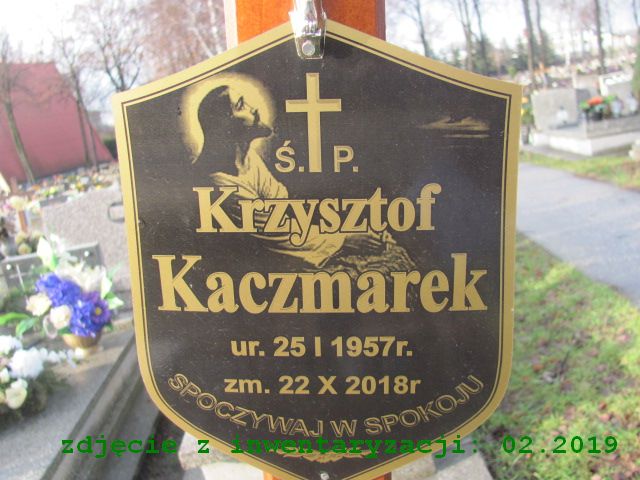 Ś. P.
Krzysztof
Kaczmarek
ur. 25 I 1957r.
zm. 22 X 2018r
SPOCZYWAJ W SPOKOJU
zdjęcie z inwentaryzacji: 02.2019